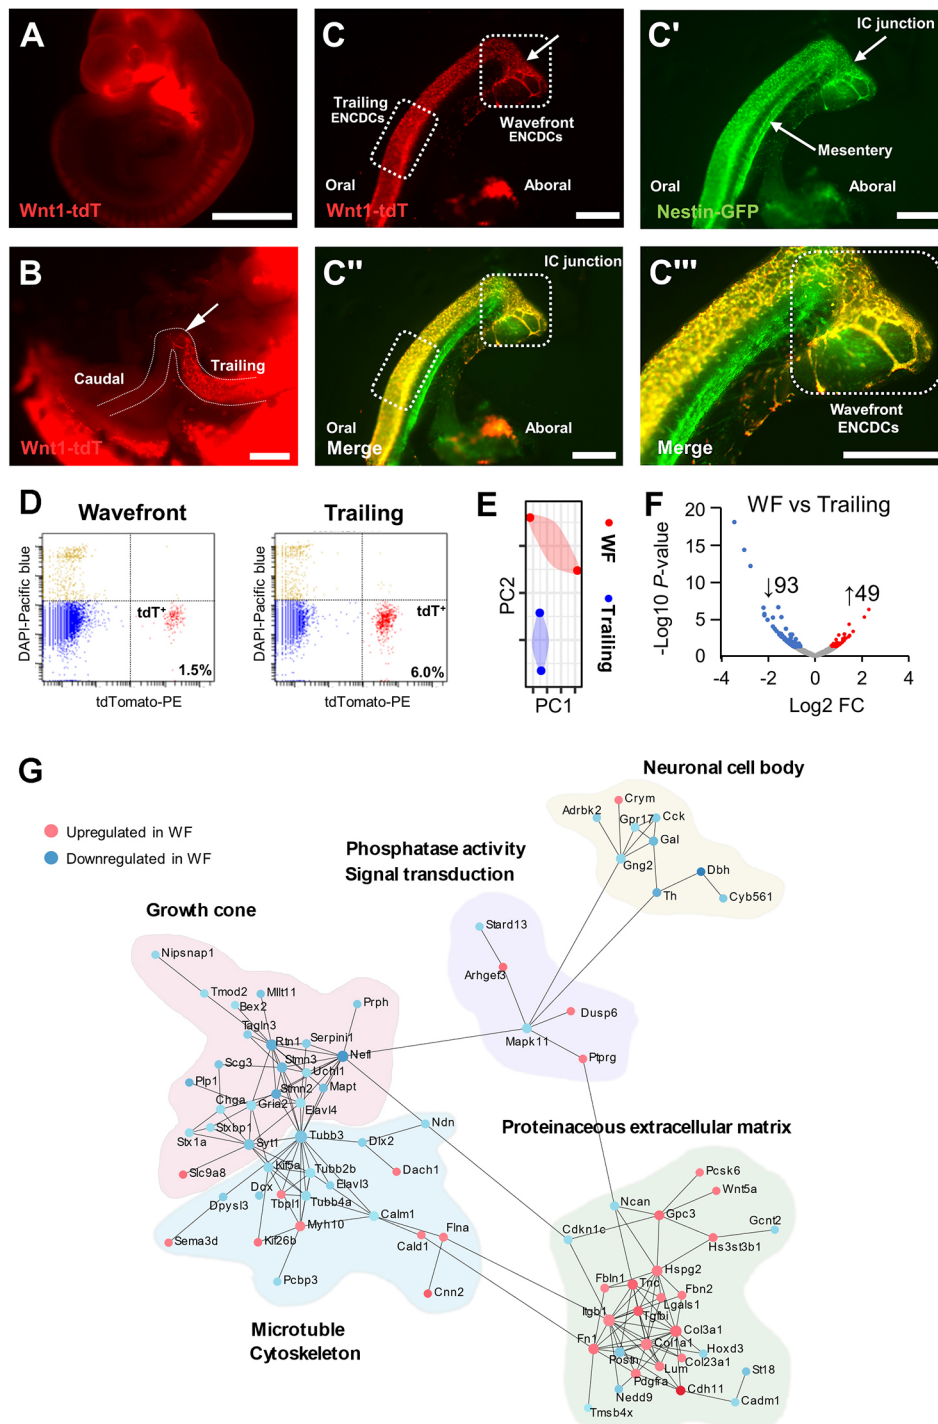 A
Wnt1-tdT
C
Trailing
ENCDCs
Wavefront
ENCDCs
Oral
Aboral
Wnt1-tdT
C'
IC junction
Mesentery
Oral
Aboral
Nestin-GFP
B
Caudal
Trailing
Wnt1-tdT
C''
IC junction
Oral
Aboral
Merge
C'''
Wavefront
ENCDCs
Merge
D
Wavefront
DAPI-Pacific blue
tdT+
1.5%
tdTomato-PE
Trailing
DAPI-Pacific blue
tdT+
6.0%
tdTomato-PE
E
PC2
PC1
WF
Trailing
F
WF vs Trailing
-Log10 P-value
20
15
10
5
0
↓93
↑49
-4
-2
0
2
4
Log2 FC
G
Upregulated in WF
Downregulated in WF
Neuronal cell body
Crym
Adrbk2
Gpr17
Cck
Gal
Gng2
Dbh
Th
Cyb561
Phosphatase activity
Signal transduction
Stard13
Arhgef3
Dusp6
Mapk11
Ptprg
Growth cone
Nipsnap1
Tmod2
Mllt11
Bex2
Prph
Tagln3
Rtn1
Serpini1
Nefl
Scg3
Stmn3
Uchl1
Plp1
Stmn2
Mapt
Chga
Gria2
Elavl4
Stxbp1
Stx1a
Syt1
Tubb3
Dlx2
Ndn
Slc9a8
Kif5a
Tubb2b
Dach1
Dcx
Elavl3
Dpysl3
Tbpl1
Tubb4a
Calm1
Myh10
Flna
Sema3d
Kif26b
Cald1
Pcbp3
Cnn2
Microtuble
Cytoskeleton
Proteinaceous extracellular matrix
Pcsk6
Ncan
Wnt5a
Gpc3
Cdkn1c
Gcnt2
Hs3st3b1
Hspg2
Fbln1
Tnc
Fbn2
Lgals1
Itgb1
Tgfbi
Col3a1
Fn1
Col1a1
Hoxd3
Postn
Col23a1
Lum
St18
Pdgfra
Nedd9
Cdh11
Cadm1
Tmsb4x